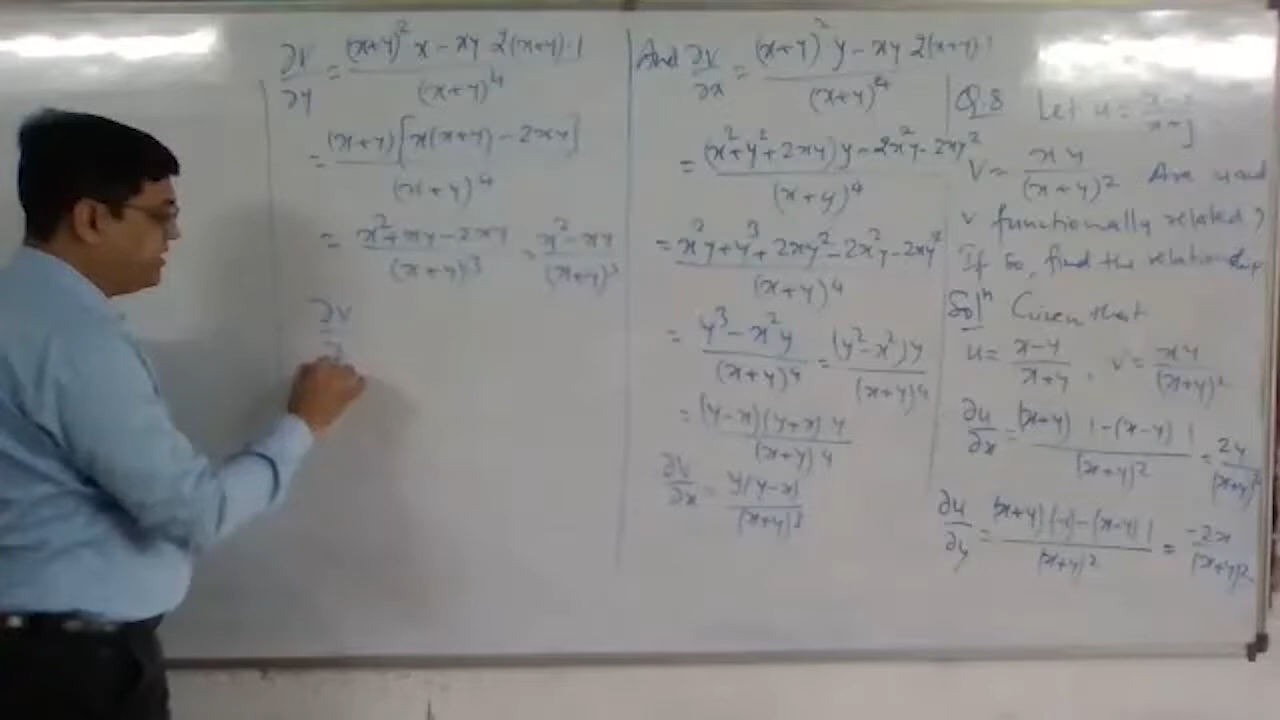 ∂V/∂y = ((x+y)² x − xy 2(x+y)·1)/(x+y)⁴
= (x+y)[x(x+y) − 2xy]/(x+y)⁴
= (x²+xy−2xy)/(x+y)³ = (x²−xy)/(x+y)³
∂V
And ∂V/∂x = ((x+y)² y − xy 2(x+y)·1)/(x+y)⁴
= ((x²+y²+2xy)y − 2x²y − 2xy²)/(x+y)⁴
= (x²y+y³+2xy²−2x²y−2xy²)/(x+y)⁴
= (y³−x²y)/(x+y)⁴ = (y²−x²)y/(x+y)⁴
= (y−x)(y+x)y/(x+y)4
∂V/∂x = y(y−x)/(x+y)³
Q.8 Let u = (x−y)/(x+y)
V = xy/(x+y)² Are u and
v functionally related?
If so, find the relationship
Solⁿ Given that
u = (x−y)/(x+y), v = xy/(x+y)²
∂u/∂x = ((x+y) 1−(x−y) 1)/(x+y)² = 2y/(x+y)²
∂u/∂y = ((x+y)(−1)−(x−y) 1)/(x+y)² = −2x/(x+y)²